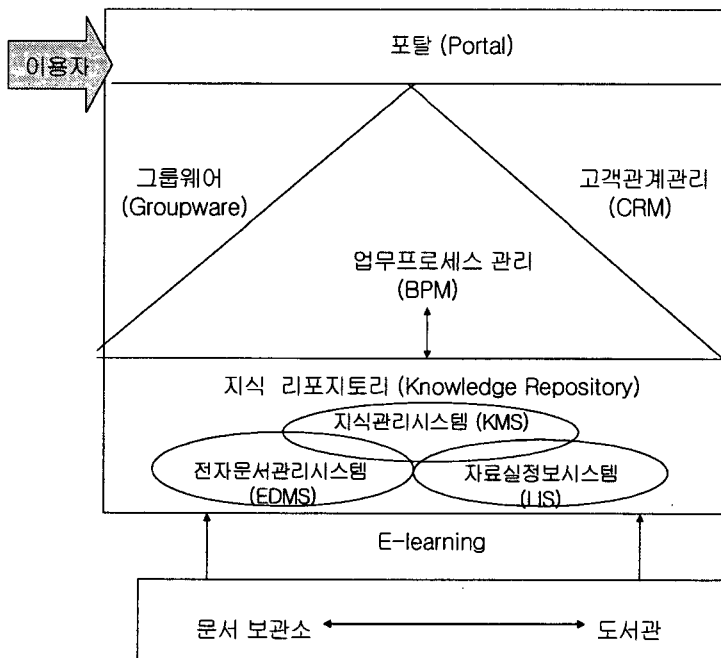 포탈 (Portal)
이용자
그룹웨어
(Groupware)
고객관계관리
(CRM)
업무프로세스 관리
(BPM)
지식 리포지토리 (Knowledge Repository)
지식관리시스템 (KMS)
전자문서관리시스템
(EDMS)
자료실정보시스템
(LIS)
E-learning
문서 보관소
도서관